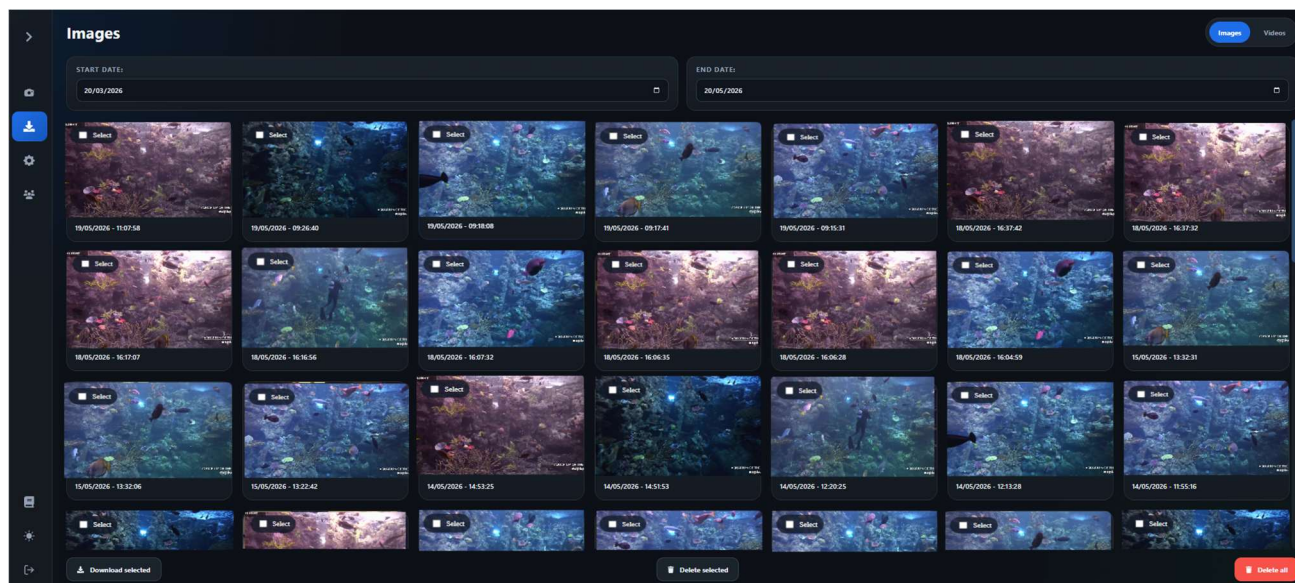 Images
Images Videos
START DATE:
20/03/2026
END DATE:
20/05/2026
Select Select Select Select Select Select Select
19/05/2026 - 11:07:58 19/05/2026 - 09:26:40 19/05/2026 - 09:18:08 19/05/2026 - 09:17:41 19/05/2026 - 09:15:31 18/05/2026 - 16:37:42 18/05/2026 - 16:37:32
Select Select Select Select Select Select Select
18/05/2026 - 16:17:07 18/05/2026 - 16:16:56 18/05/2026 - 16:07:32 18/05/2026 - 16:06:35 18/05/2026 - 16:06:28 18/05/2026 - 16:04:59 15/05/2026 - 13:32:31
Select Select Select Select Select Select Select
15/05/2026 - 13:32:06 15/05/2026 - 13:22:42 14/05/2026 - 14:53:25 14/05/2026 - 14:51:53 14/05/2026 - 12:20:25 14/05/2026 - 12:13:28 14/05/2026 - 11:55:16
Select Select Select Select Select Select Select
Download selected Delete selected Delete all